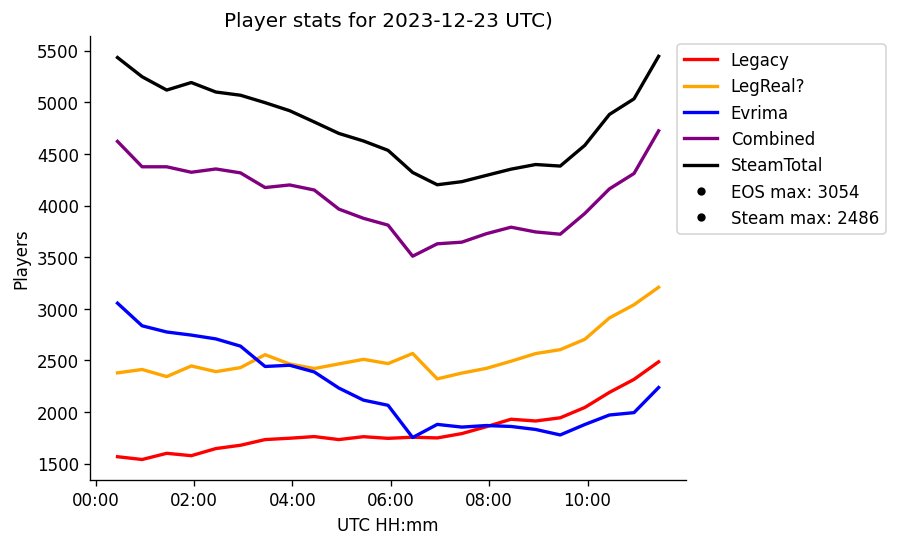 Player stats for 2023-12-23 UTC)
5500
5000
4500
4000
3500
3000
2500
2000
1500
Players
00:00 02:00 04:00 06:00 08:00 10:00
UTC HH:mm
Legacy
LegReal?
Evrima
Combined
SteamTotal
EOS max: 3054
Steam max: 2486